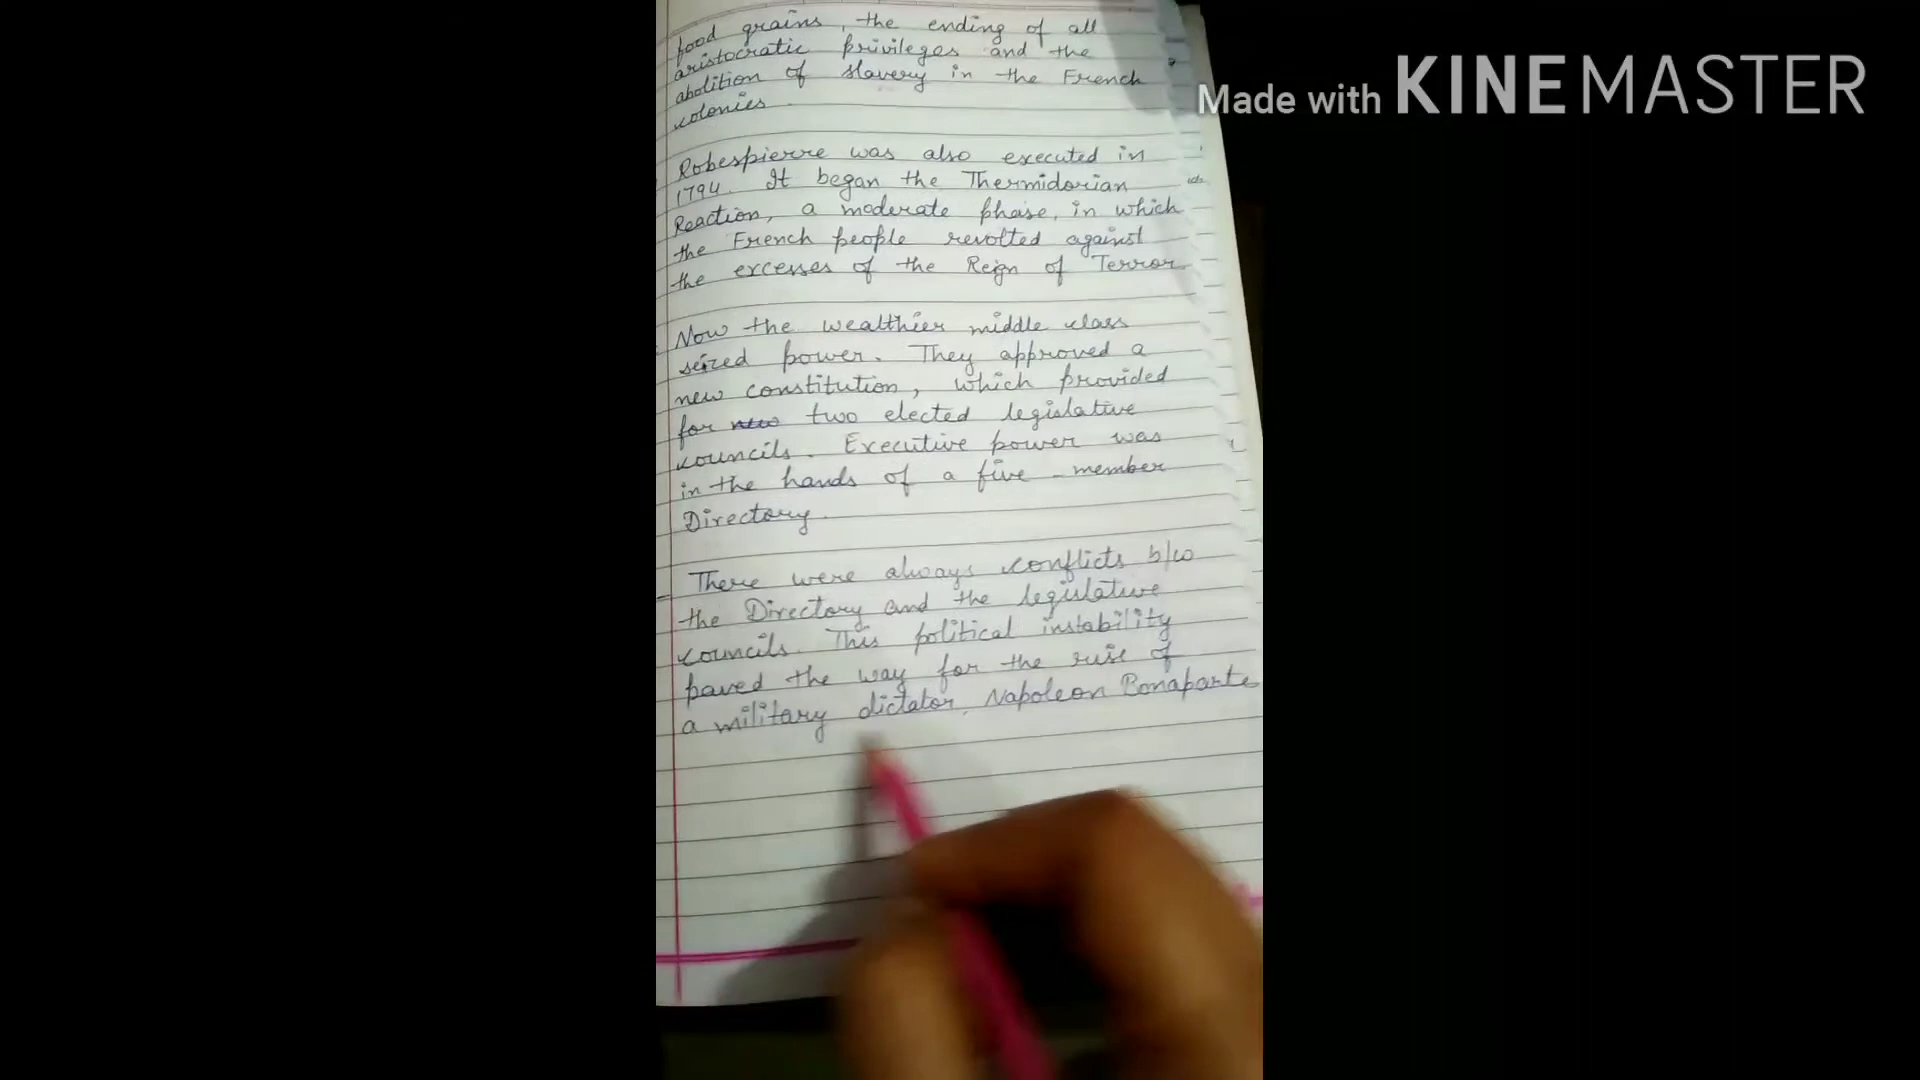 food grains, the ending of all
aristocratic privileges and the
abolition of slavery in the French
colonies.
Made with KINEMASTER
Robespierre was also executed in
1794. It began the Thermidorian
Reaction, a moderate phase, in which
the French people revolted against
the excesses of the Reign of Terror
Now the wealthier middle class
seized power. They approved a
new constitution, which provided
for new two elected legislative
councils. Executive power was
in the hands of a five-member
Directory.
There were always conflicts b/w
the Directory and the legislative
councils. This political instability
paved the way for the rise of
a military dictator, Napoleon Bonaparte